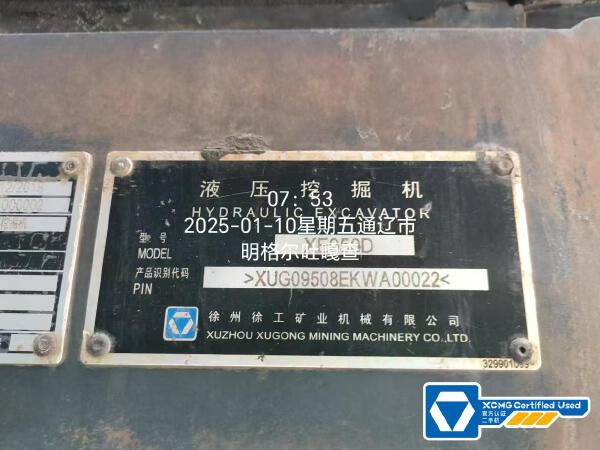 液压挖掘机
07:53
HYDRAULIC EXCAVATOR
2025-01-10星期五通辽市
型号
MODEL
明格尔吐嘎查
产品识别代码
PIN
>XUG09508EKWA00022<
徐州徐工矿业机械有限公司
XUZHOU XUGONG MINING MACHINERY CO.,LTD.
XCMG Certified Used
官方认证
二手机